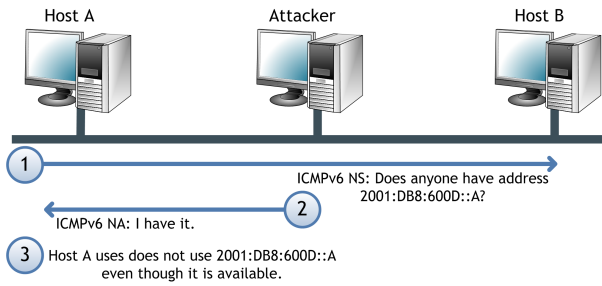 Host A
Attacker
Host B
1
ICMPv6 NS: Does anyone have address
2001:DB8:600D::A?
2
ICMPv6 NA: I have it.
3
Host A uses does not use 2001:DB8:600D::A
even though it is available.